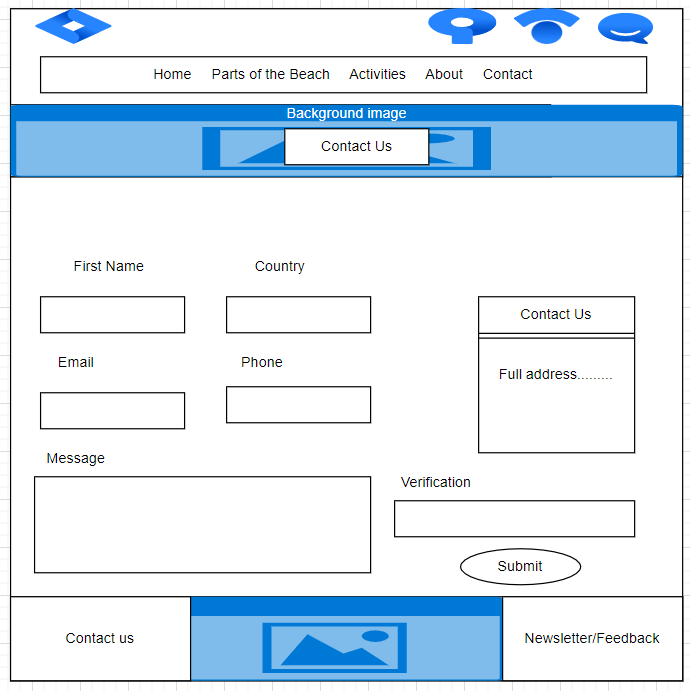 Home Parts of the Beach Activities About Contact
Background image
Contact Us
First Name Country
Contact Us
Email Phone
Full address.........
Message
Verification
Submit
Contact us
Newsletter/Feedback